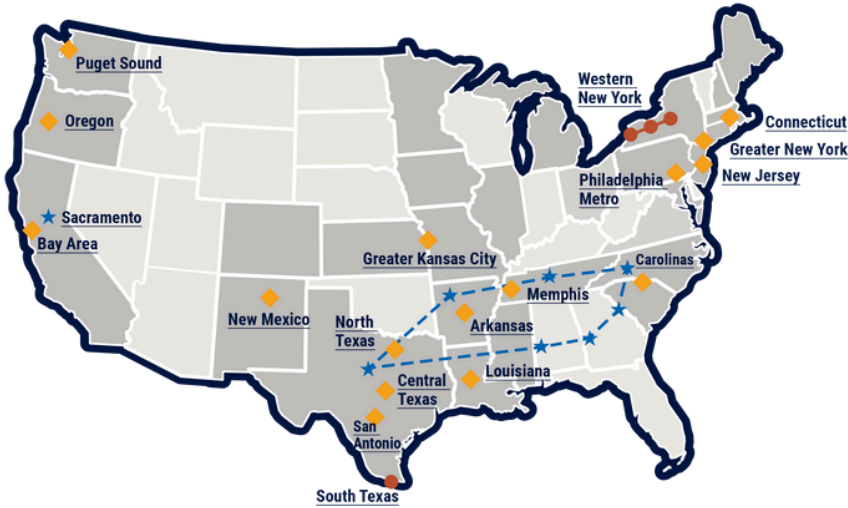 Puget Sound
Oregon
Sacramento
Bay Area
New Mexico
Greater Kansas City
North
Texas
Central
Texas
San
Antonio
South Texas
Memphis
Arkansas
Louisiana
Carolinas
Western
New York
Philadelphia
Metro
Connecticut
Greater New York
New Jersey